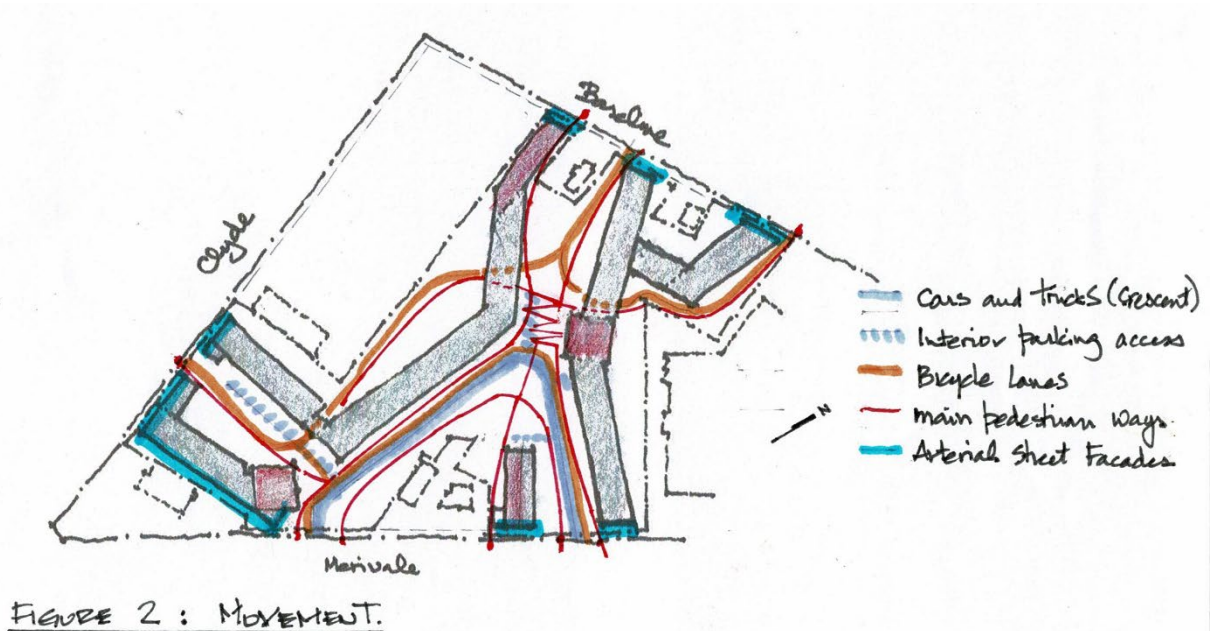 Baseline
Clyde
Cars and trucks (Crescent)
Interior parking access
Bicycle Lanes
main pedestrian ways
N
Arterial Street Facades
Merivale
FIGURE 2 : MOVEMENT.